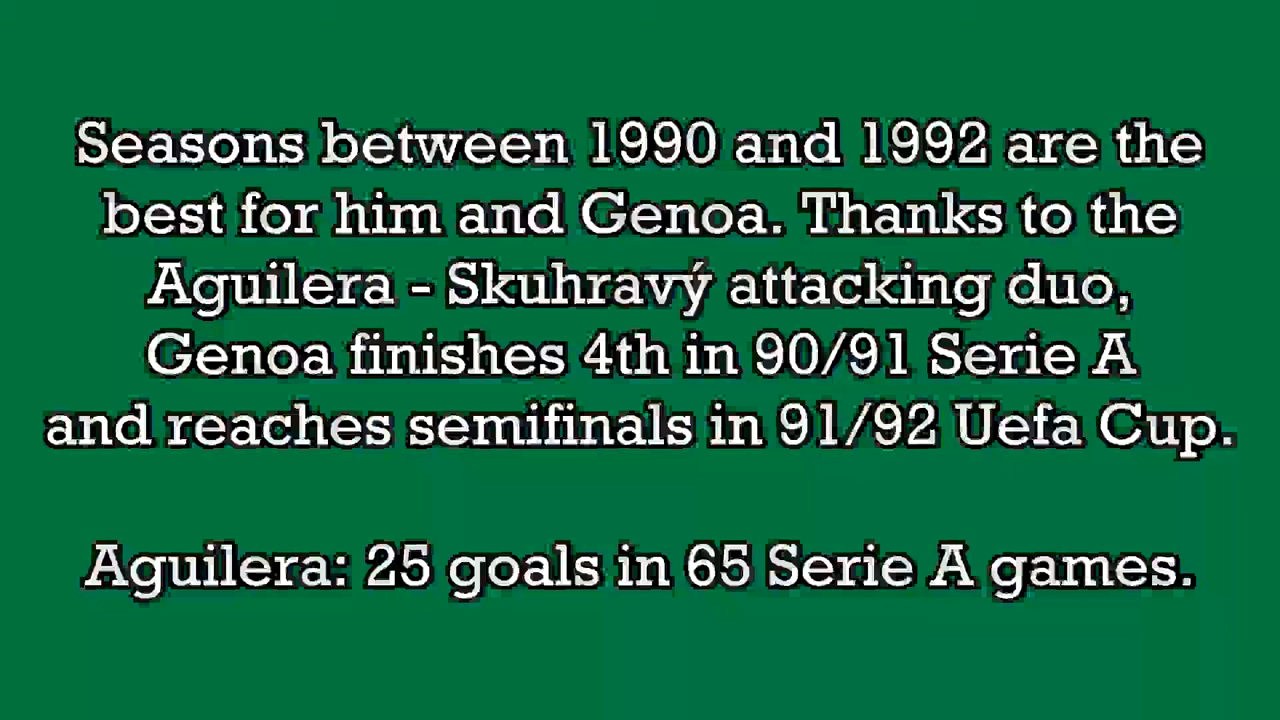 Seasons between 1990 and 1992 are the
best for him and Genoa. Thanks to the
Aguilera - Skuhravý attacking duo,
Genoa finishes 4th in 90/91 Serie A
and reaches semifinals in 91/92 Uefa Cup.
Aguilera: 25 goals in 65 Serie A games.